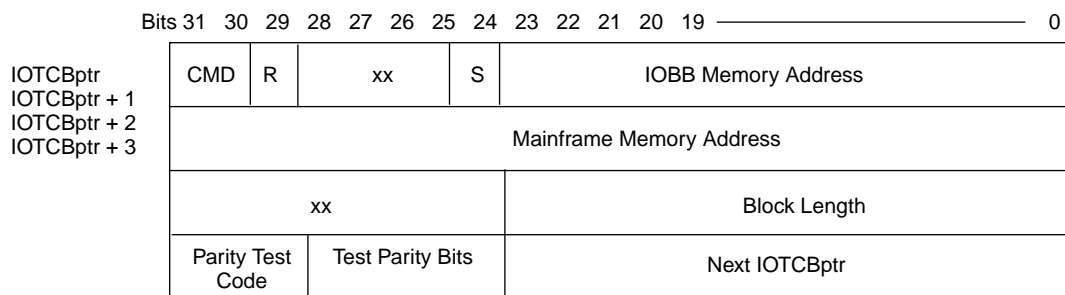 Bits 31 30 29 28 27 26 25 24 23 22 21 20 19 0
IOTCBptr
IOTCBptr + 1
IOTCBptr + 2
IOTCBptr + 3
CMD R xx S IOBB Memory Address
Mainframe Memory Address
xx Block Length
Parity Test
Code
Test Parity Bits
Next IOTCBptr